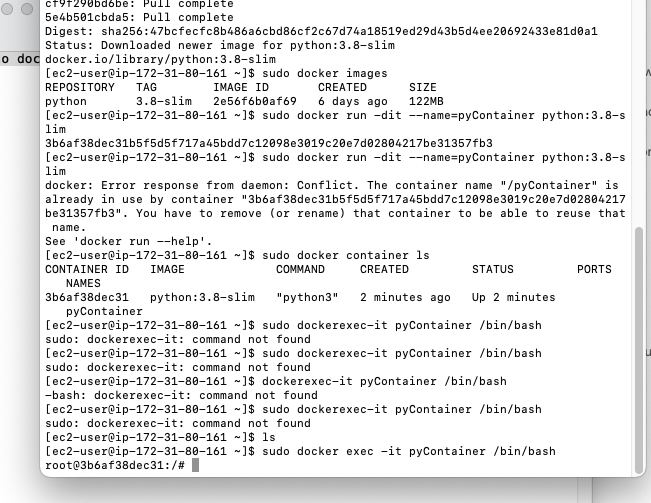 cf9f290bd6be: Pull complete
5e4b501cbda5: Pull complete
Digest: sha256:47bcfecfc8b486a6cbd86cf2c67d74a18519ed29d43b5d4ee20692433e81d0a1
Status: Downloaded newer image for python:3.8-slim
docker.io/library/python:3.8-slim
[ec2-user@ip-172-31-80-161 ~]$ sudo docker images
REPOSITORY   TAG        IMAGE ID       CREATED      SIZE
python       3.8-slim   2e56f6b0af69   6 days ago   122MB
[ec2-user@ip-172-31-80-161 ~]$ sudo docker run -dit --name=pyContainer python:3.8-s
lim
3b6af38dec31b5f5d5f717a45bdd7c12098e3019c20e7d02804217be31357fb3
[ec2-user@ip-172-31-80-161 ~]$ sudo docker run -dit --name=pyContainer python:3.8-s
lim
docker: Error response from daemon: Conflict. The container name "/pyContainer" is
already in use by container "3b6af38dec31b5f5d5f717a45bdd7c12098e3019c20e7d02804217
be31357fb3". You have to remove (or rename) that container to be able to reuse that
name.
See 'docker run --help'.
[ec2-user@ip-172-31-80-161 ~]$ sudo docker container ls
CONTAINER ID   IMAGE             COMMAND     CREATED         STATUS         PORTS
NAMES
3b6af38dec31   python:3.8-slim   "python3"   2 minutes ago   Up 2 minutes
pyContainer
[ec2-user@ip-172-31-80-161 ~]$ sudo dockerexec-it pyContainer /bin/bash
sudo: dockerexec-it: command not found
[ec2-user@ip-172-31-80-161 ~]$ sudo dockerexec-it pyContainer /bin/bash
sudo: dockerexec-it: command not found
[ec2-user@ip-172-31-80-161 ~]$ dockerexec-it pyContainer /bin/bash
-bash: dockerexec-it: command not found
[ec2-user@ip-172-31-80-161 ~]$ sudo dockerexec-it pyContainer /bin/bash
sudo: dockerexec-it: command not found
[ec2-user@ip-172-31-80-161 ~]$ ls
[ec2-user@ip-172-31-80-161 ~]$ sudo docker exec -it pyContainer /bin/bash
root@3b6af38dec31:/#
o doc